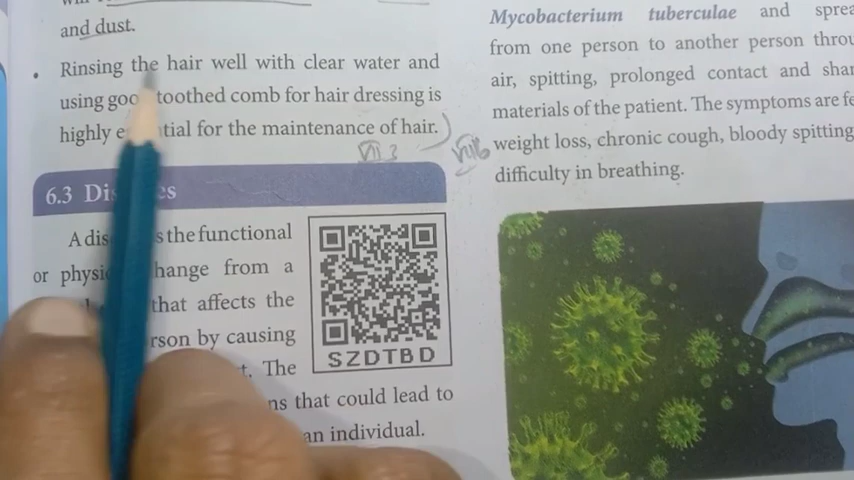 and dust.
• Rinsing the hair well with clear water and
using goo toothed comb for hair dressing is
highly e tial for the maintenance of hair.
VII 3
6.3 Dis es
A dis s the functional
or physi hange from a
that affects the
rson by causing
t. The
ns that could lead to
an individual.
SZDTBD
Mycobacterium tuberculae and sprea
from one person to another person throu
air, spitting, prolonged contact and shar
materials of the patient. The symptoms are fe
weight loss, chronic cough, bloody spitting
difficulty in breathing.